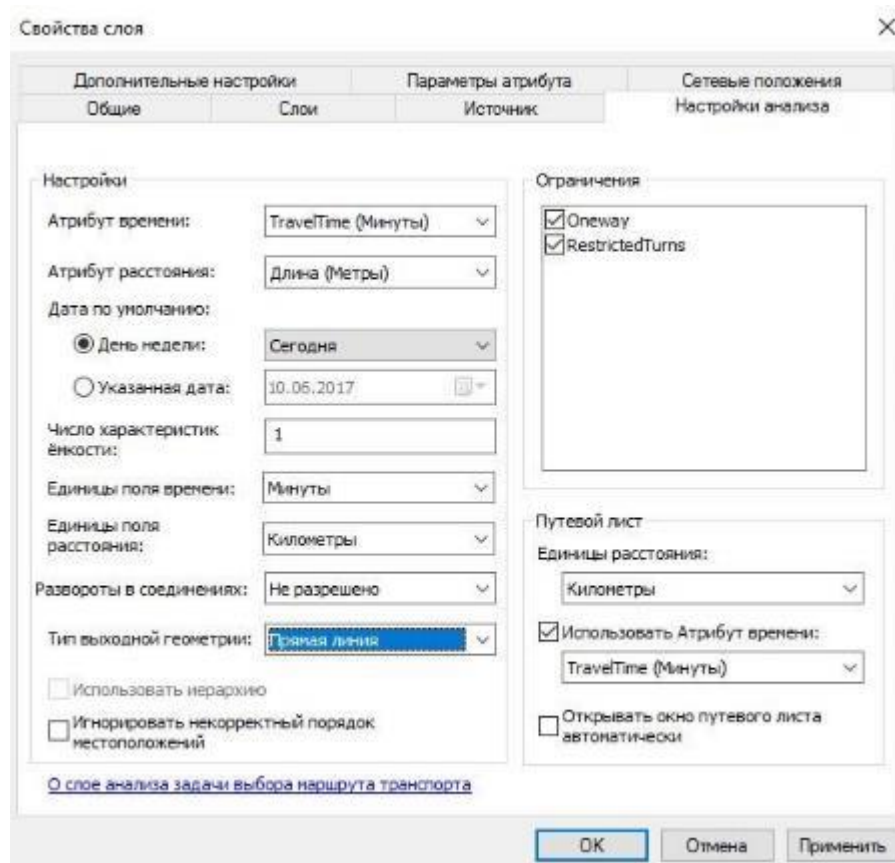 Свойства слоя
Дополнительные настройки
Параметры атрибута
Сетевые положения
Общие
Слои
Источник
Настройки анализа
Настройки
Атрибут времени:
TravelTime (Минуты)
Атрибут расстояния:
Длина (Метры)
Дата по умолчанию:
День недели:
Сегодня
Указанная дата:
10.06.2017
Число характеристик
ёмкости:
1
Единицы поля времени:
Минуты
Единицы поля
расстояния:
Километры
Развороты в соединениях:
Не разрешено
Тип выходной геометрии:
Прямая линия
Использовать иерархию
Игнорировать некорректный порядок
местоположений
О слое анализа задачи выбора маршрута транспорта
Ограничения
Oneway
RestrictedTurns
Путевой лист
Единицы расстояния:
Километры
Использовать Атрибут времени:
TravelTime (Минуты)
Открывать окно путевого листа
автоматически
OK
Отмена
Применить